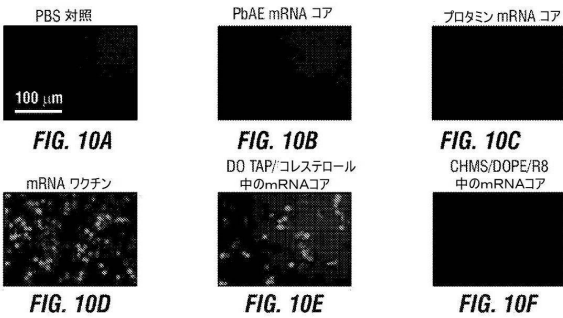 PBS 対照
PbAE mRNA コア
プロタミン mRNA コア
100 μm
FIG. 10A
FIG. 10B
FIG. 10C
mRNA ワクチン
DO TAP/コレステロール
中のmRNAコア
CHMS/DOPE/R8
中のmRNAコア
FIG. 10D
FIG. 10E
FIG. 10F